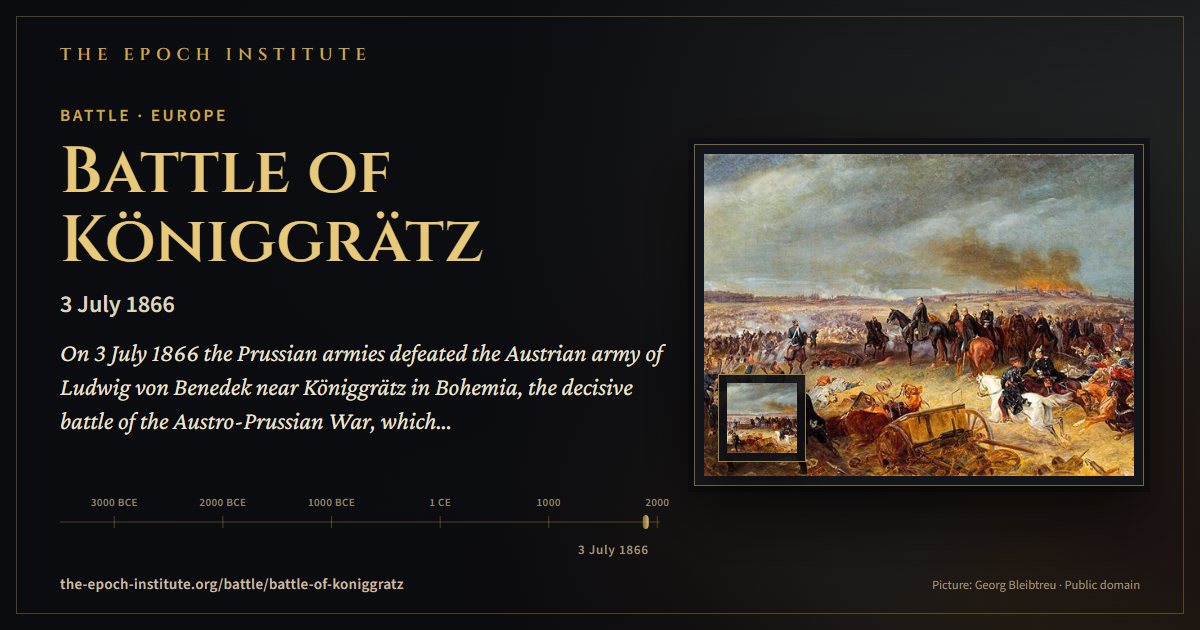 THE EPOCH INSTITUTE
BATTLE · EUROPE
BATTLE OF
KÖNIGGRÄTZ
3 July 1866
On 3 July 1866 the Prussian armies defeated the Austrian army of
Ludwig von Benedek near Königgrätz in Bohemia, the decisive
battle of the Austro-Prussian War, which...
3000 BCE 2000 BCE 1000 BCE 1 CE 1000 2000
3 July 1866
the-epoch-institute.org/battle/battle-of-koniggratz
Picture: Georg Bleibtreu · Public domain